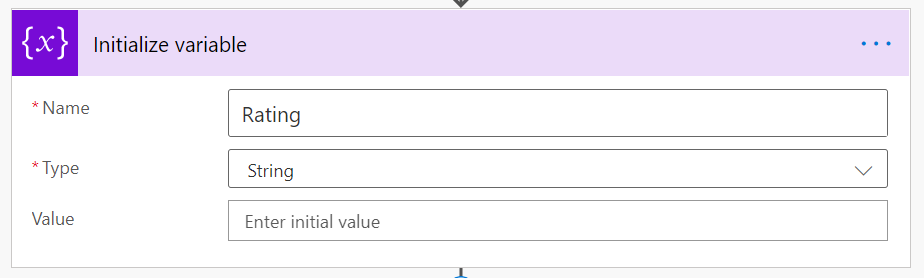 {x} Initialize variable ...
* Name Rating
* Type String
Value Enter initial value